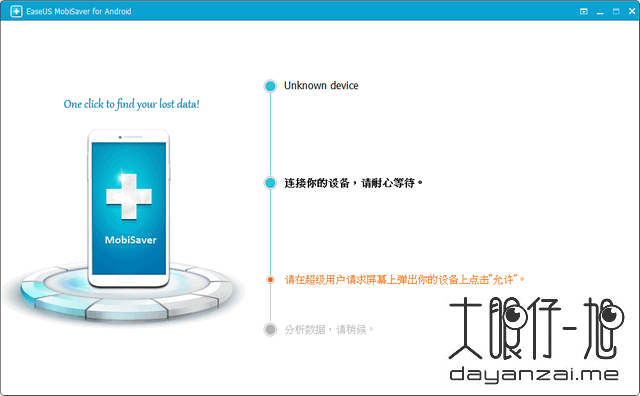 EaseUS MobiSaver for Android
One click to find your lost data!
MobiSaver
Unknown device
连接你的设备，请耐心等待。
请在超级用户请求屏幕上弹出你的设备上点击"允许"。
分析数据，请稍候。
大眼仔~旭
dayanzai.me